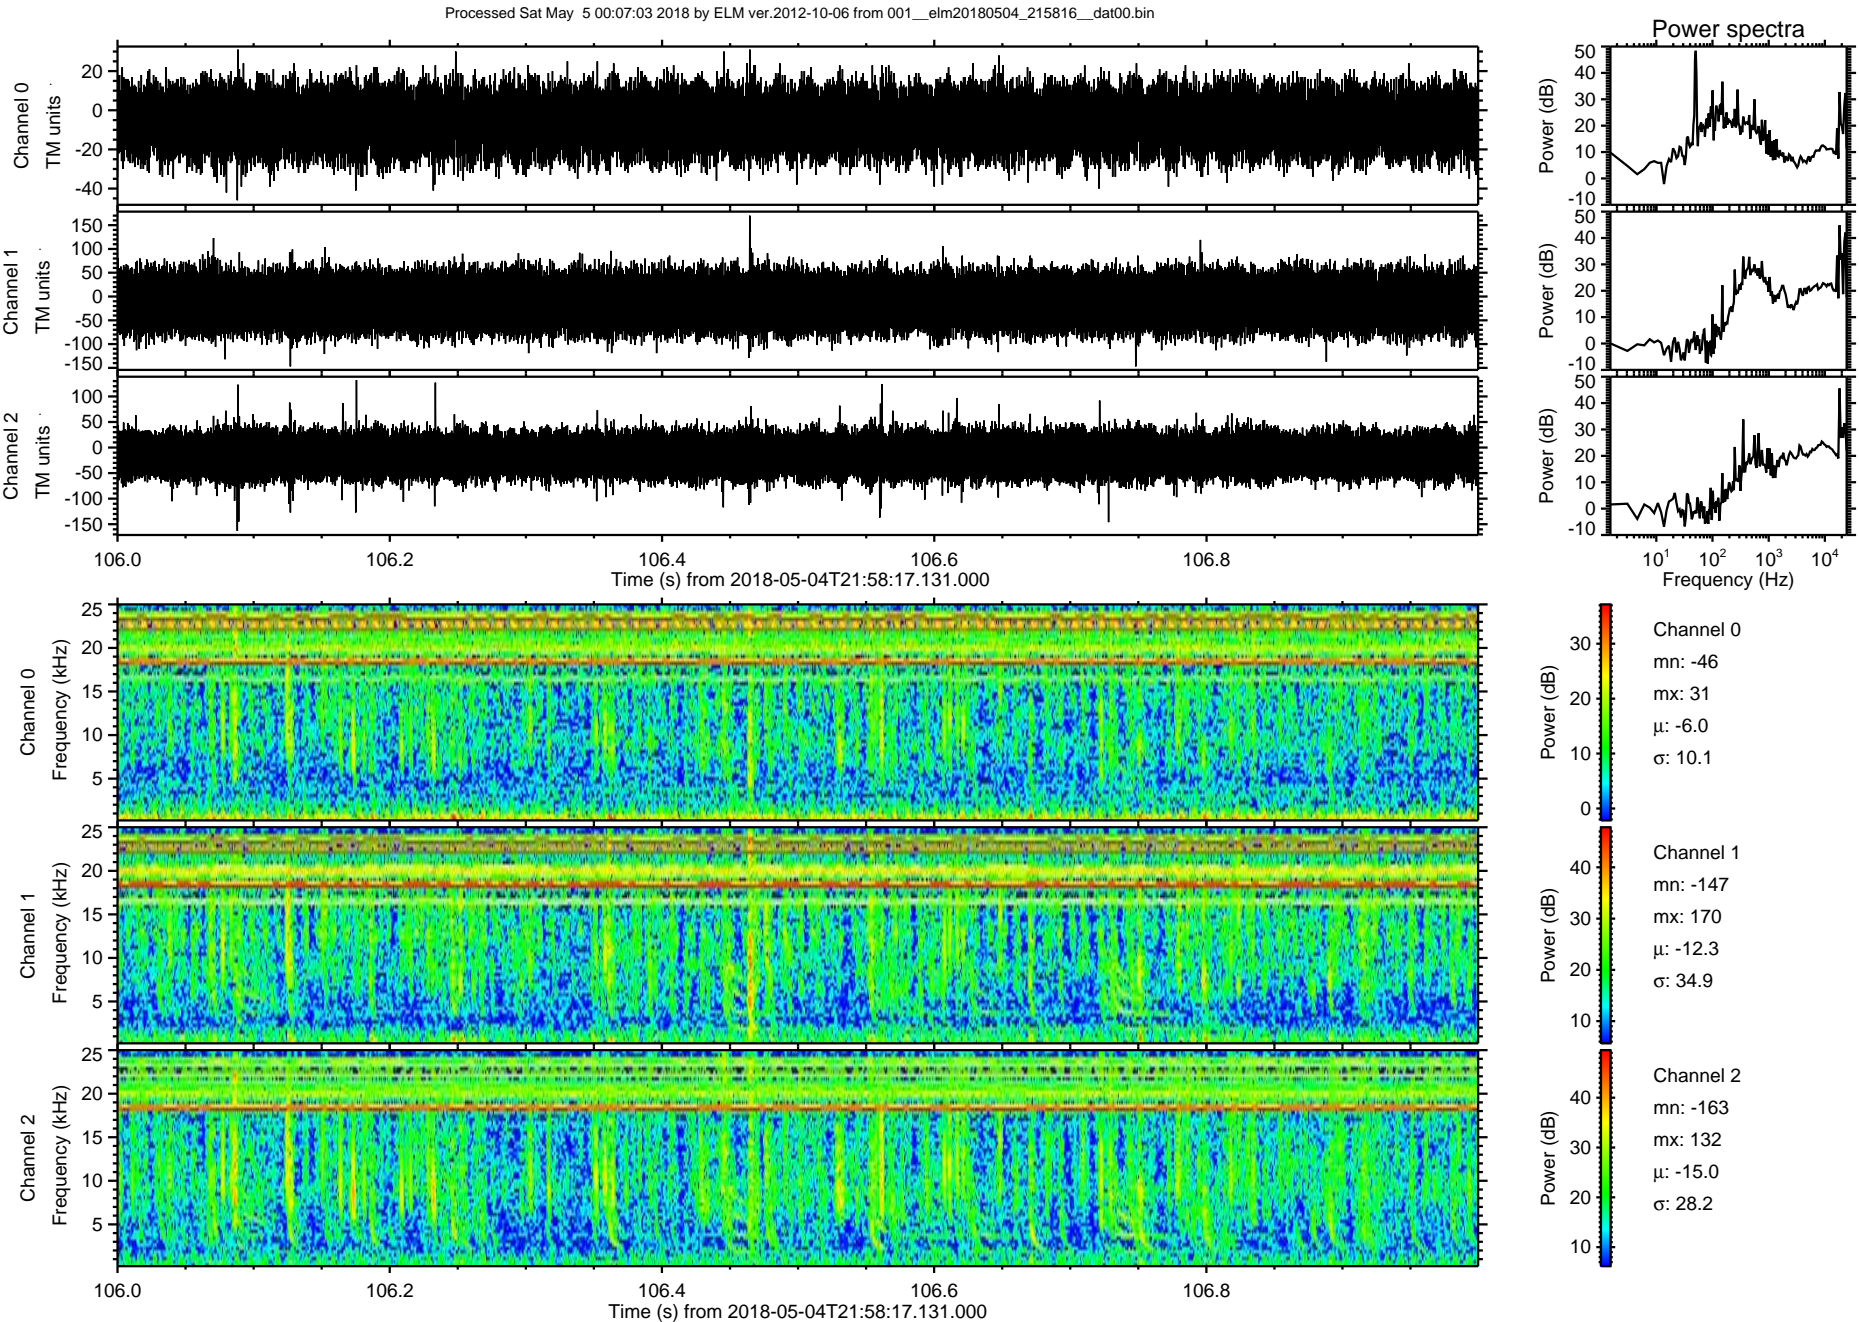 Processed Sat May  5 00:07:03 2018 by ELM ver.2012-10-06 from 001__elm20180504_215816__dat00.bin
Power spectra
Channel 0
TM units
20
0
-20
-40
Power (dB)
50
40
30
20
10
0
-10
Channel 1
TM units
150
100
50
0
-50
-100
-150
Power (dB)
50
40
30
20
10
0
-10
Channel 2
TM units
100
50
0
-50
-100
-150
Power (dB)
50
40
30
20
10
0
-10
106.0 106.2 106.4 106.6 106.8
Time (s) from 2018-05-04T21:58:17.131.000
10¹ 10² 10³ 10⁴
Frequency (Hz)
Channel 0
Frequency (kHz)
25
20
15
10
5
Power (dB)
30
20
10
0
Channel 0
mn: -46
mx: 31
μ: -6.0
σ: 10.1
Channel 1
Frequency (kHz)
25
20
15
10
5
Power (dB)
40
30
20
10
Channel 1
mn: -147
mx: 170
μ: -12.3
σ: 34.9
Channel 2
Frequency (kHz)
25
20
15
10
5
Power (dB)
40
30
20
10
Channel 2
mn: -163
mx: 132
μ: -15.0
σ: 28.2
106.0 106.2 106.4 106.6 106.8
Time (s) from 2018-05-04T21:58:17.131.000